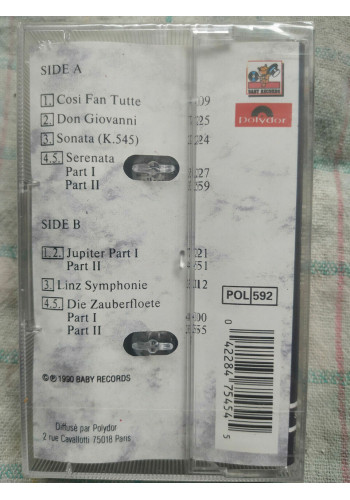 SIDE A
1. Cosi Fan Tutte
2. Don Giovanni
3. Sonata (K.545)
4.5. Serenata
Part I
Part II
SIDE B
1.2. Jupiter Part I
Part II
3. Linz Symphonie
4.5. Die Zauberfloete
Part I
Part II
©℗ 1990 BABY RECORDS
Diffusé par Polydor
2 rue Cavallotti 75018 Paris
BABY RECORDS
polydor
POL 592
0 42284 75454 5